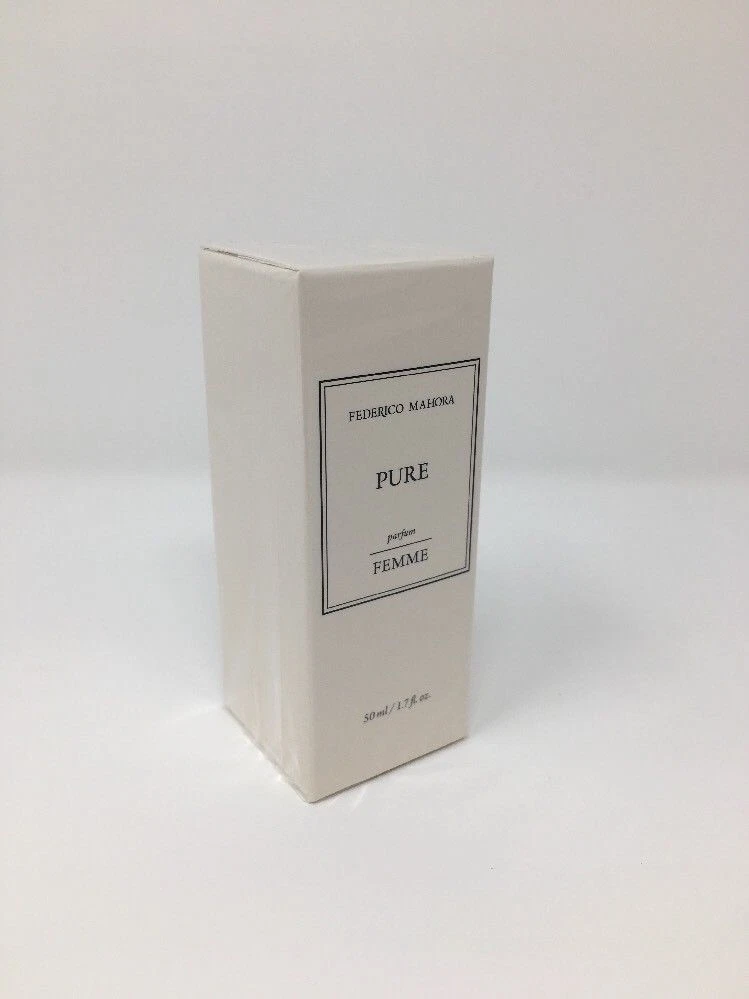 FEDERICO MAHORA
PURE
parfum
FEMME
50 ml / 1.7 fl. oz.